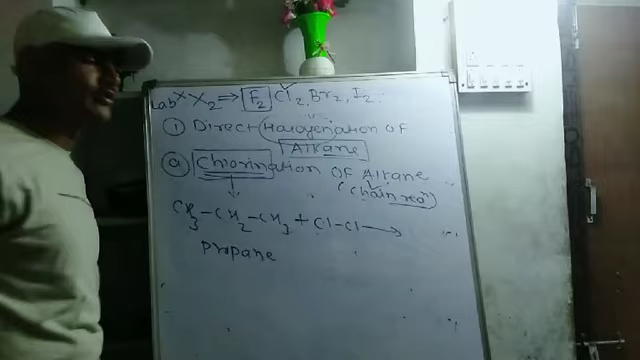 Lab X X₂ → F₂ Cl₂, Br₂, I₂.
① Direct Halogenation OF
Alkane
ⓐ Chlorination OF Alkane
(Chain rea^n)
CH₃-CH₂-CH₃ + Cl-Cl →
Propane